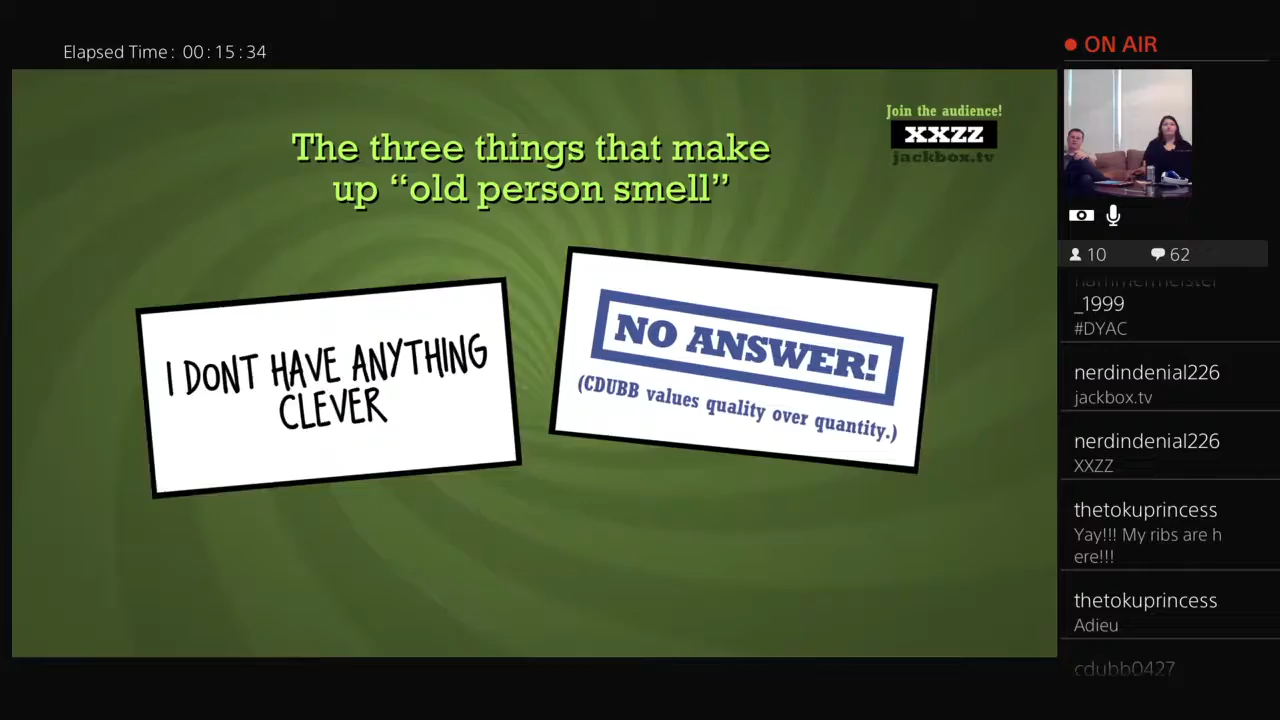 Elapsed Time: 00:15:34
ON AIR
The three things that make
up “old person smell”
Join the audience!
XXZZ
jackbox.tv
I DONT HAVE ANYTHING
CLEVER
NO ANSWER!
(CDUBB values quality over quantity.)
10 62
_1999
#DYAC
nerdindenial226
jackbox.tv
nerdindenial226
XXZZ
thetokuprincess
Yay!!! My ribs are h
ere!!!
thetokuprincess
Adieu
cdubb0427